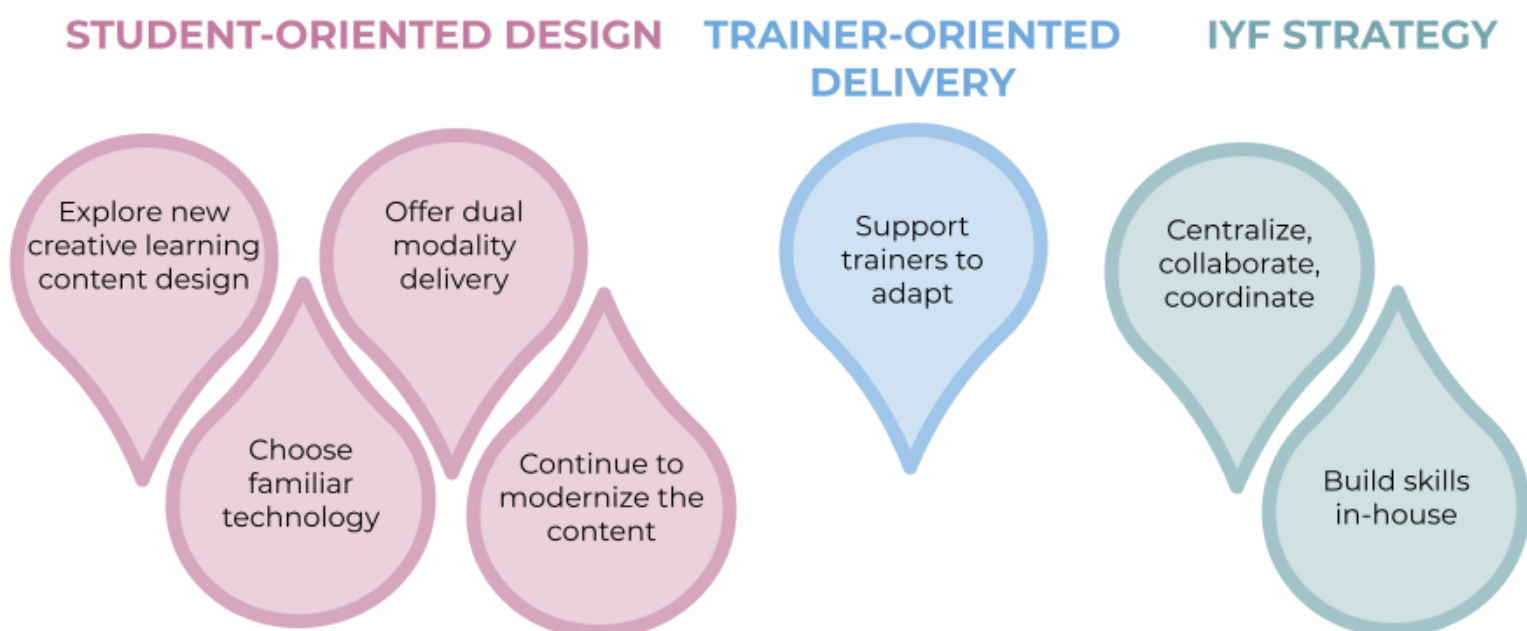 STUDENT-ORIENTED DESIGN
Explore new
creative learning
content design
Choose
familiar
technology
Offer dual
modality
delivery
Continue to
modernize the
content
TRAINER-ORIENTED
DELIVERY
Support
trainers to
adapt
IYF STRATEGY
Centralize,
collaborate,
coordinate
Build skills
in-house